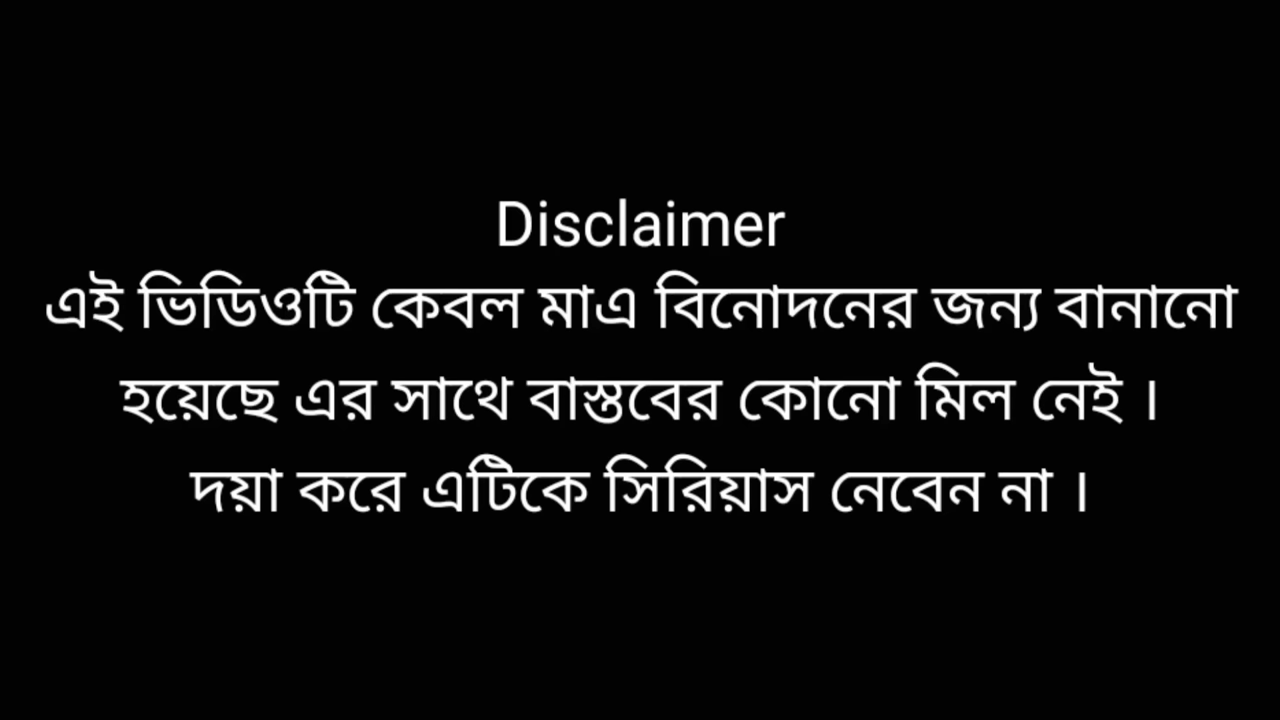 Disclaimer
এই ভিডিওটি কেবল মাএ বিনোদনের জন্য বানানো
হয়েছে এর সাথে বাস্তবের কোনো মিল নেই ।
দয়া করে এটিকে সিরিয়াস নেবেন না ।